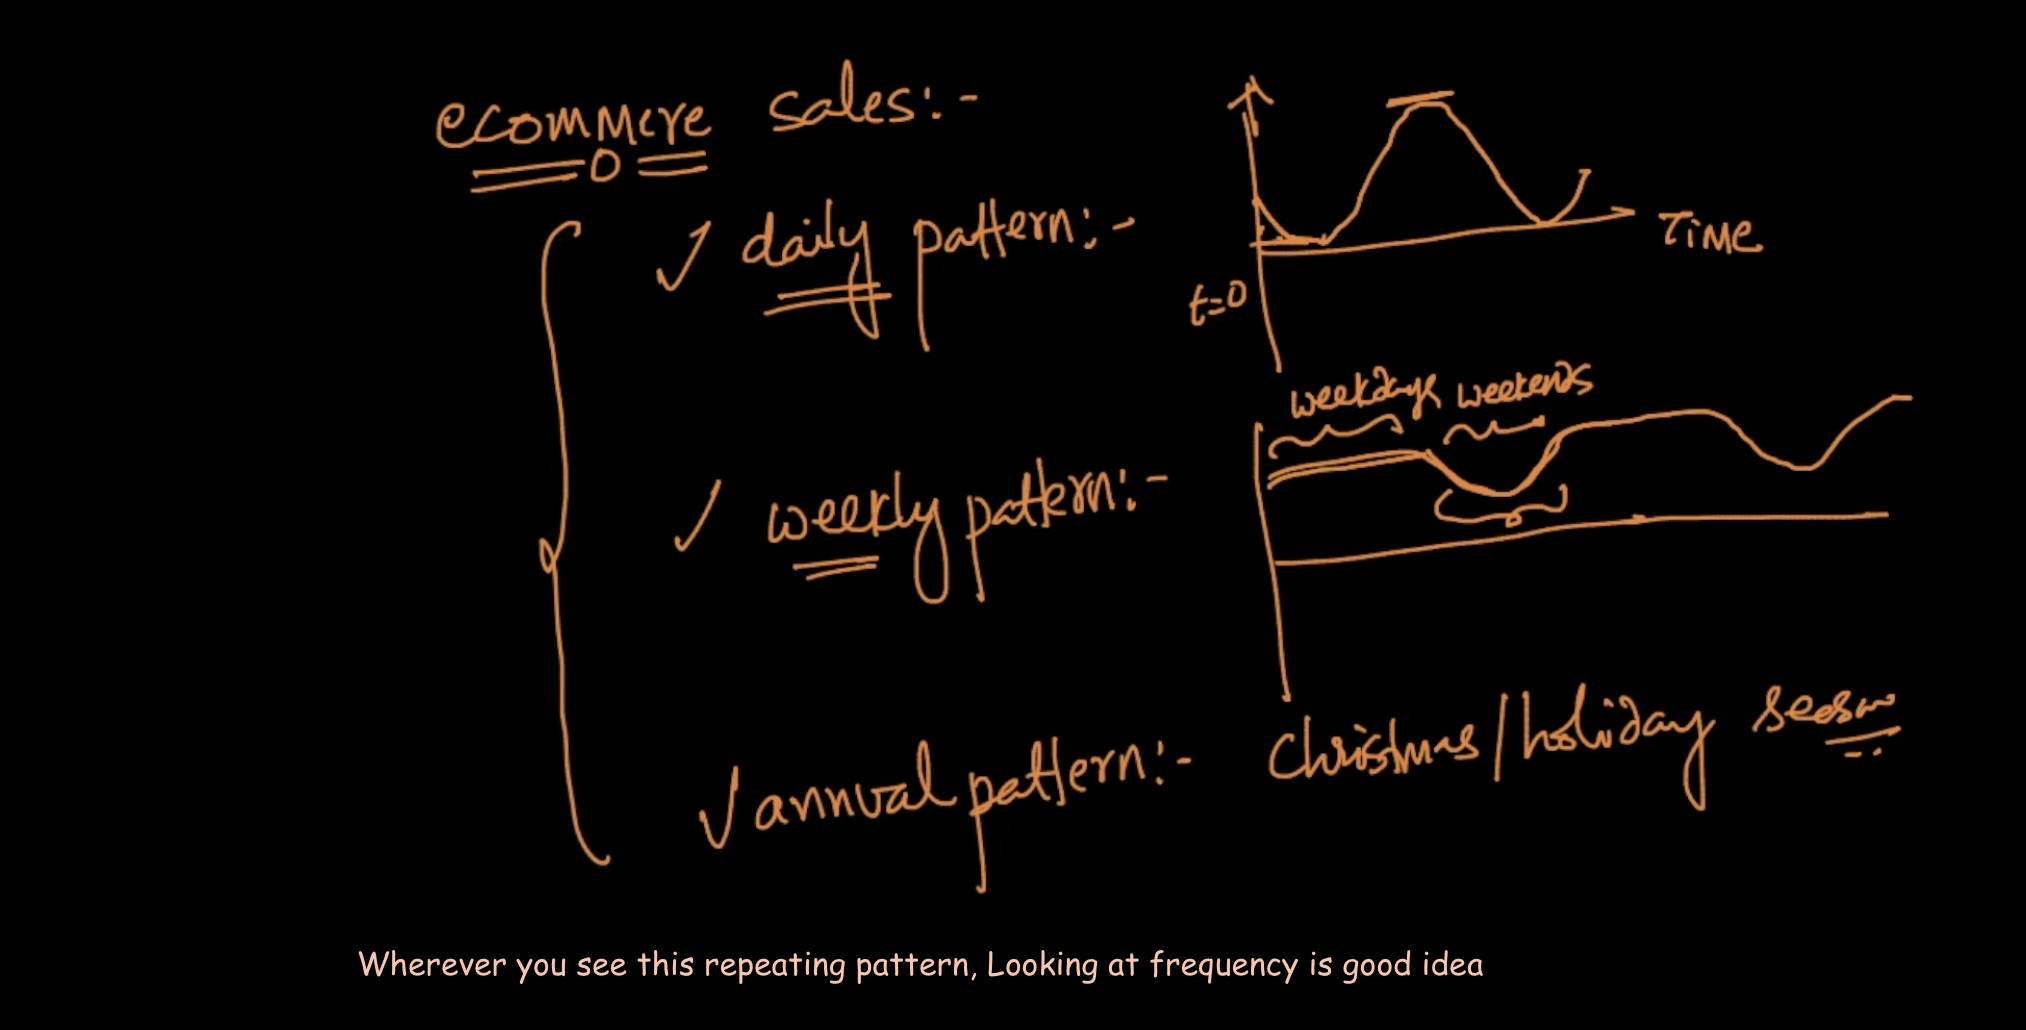 ecommere sales:-
✓ daily pattern:-
Time
t=0
weekdays weekends
✓ weekly pattern:-
✓ annual pattern:- Christmas/holiday season
Wherever you see this repeating pattern, Looking at frequency is good idea